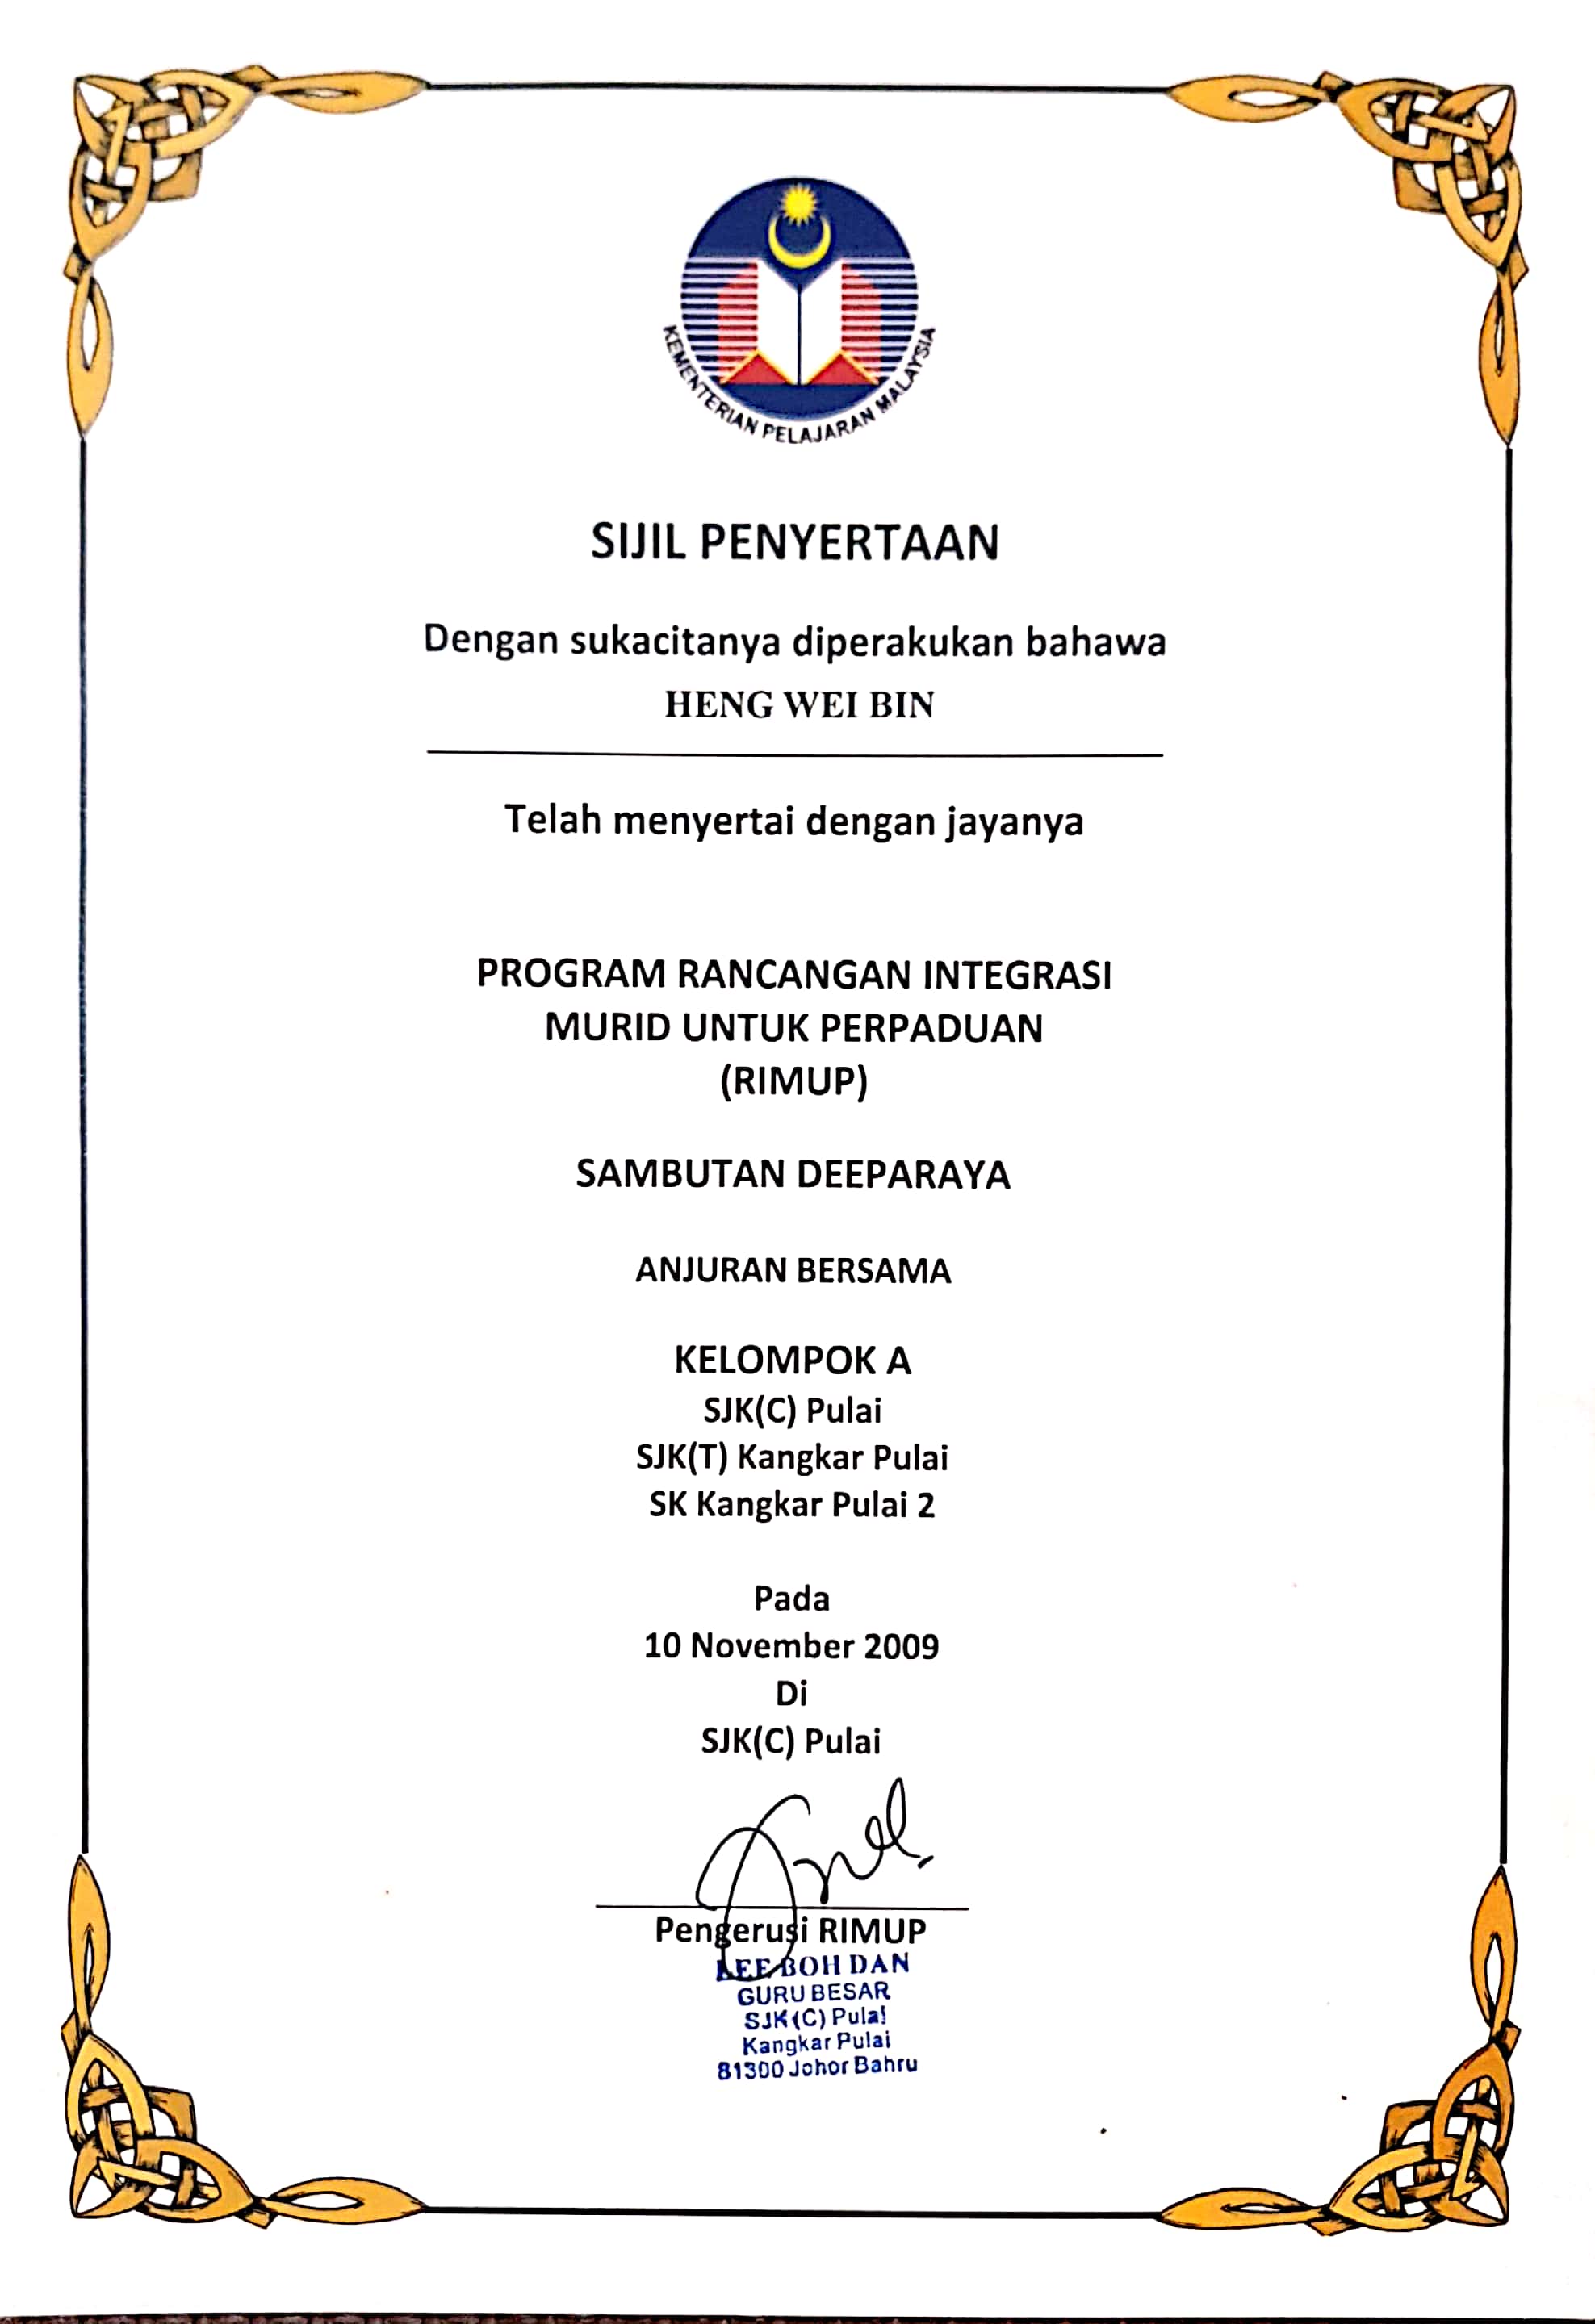 KEMENTERIAN PELAJARAN MALAYSIA
SIJIL PENYERTAAN
Dengan sukacitanya diperakukan bahawa
HENG WEI BIN
Telah menyertai dengan jayanya
PROGRAM RANCANGAN INTEGRASI
MURID UNTUK PERPADUAN
(RIMUP)
SAMBUTAN DEEPARAYA
ANJURAN BERSAMA
KELOMPOK A
SJK(C) Pulai
SJK(T) Kangkar Pulai
SK Kangkar Pulai 2
Pada
10 November 2009
Di
SJK(C) Pulai
Pengerusi RIMUP
LEE BOH DAN
GURU BESAR
SJK(C) Pulai
Kangkar Pulai
81300 Johor Bahru